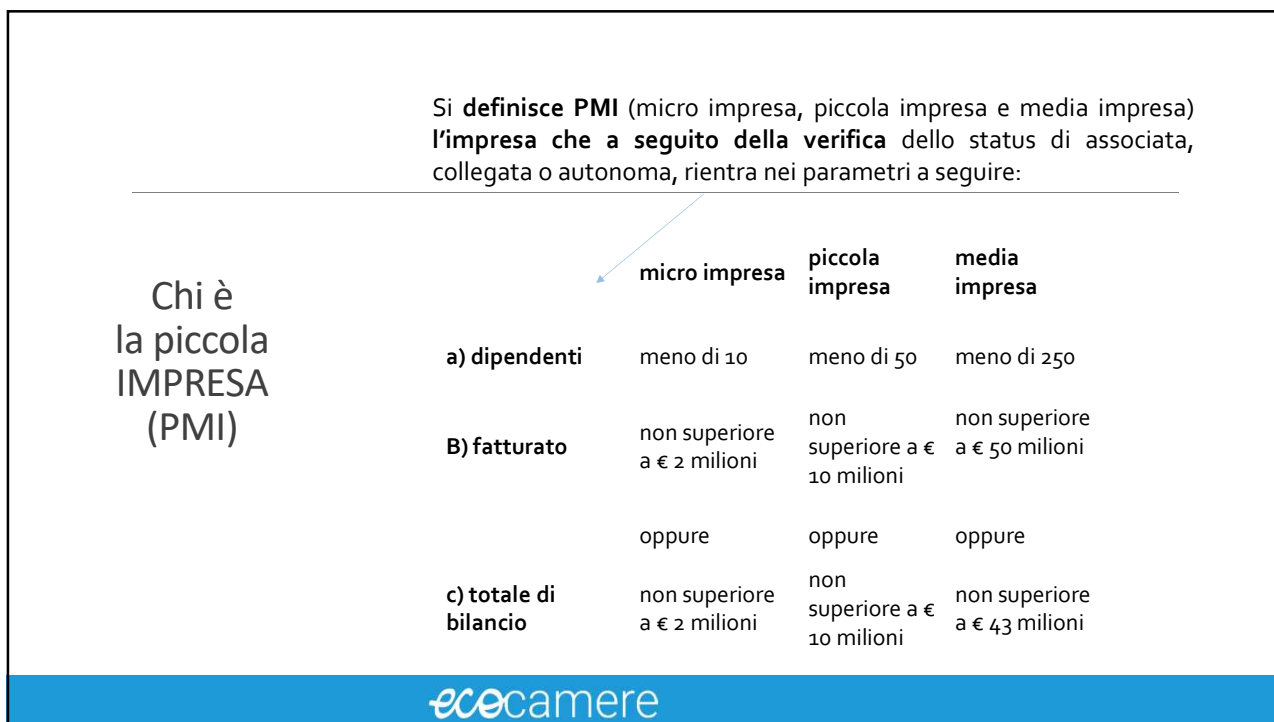 Si definisce PMI (micro impresa, piccola impresa e media impresa)
l'impresa che a seguito della verifica dello status di associata,
collegata o autonoma, rientra nei parametri a seguire:
Chi è
la piccola
IMPRESA
(PMI)
micro impresa
piccola
impresa
media
impresa
a) dipendenti
meno di 10
meno di 50
meno di 250
B) fatturato
non superiore
a € 2 milioni
non
superiore a €
10 milioni
non superiore
a € 50 milioni
oppure
oppure
oppure
c) totale di
bilancio
non superiore
a € 2 milioni
non
superiore a €
10 milioni
non superiore
a € 43 milioni
ecocamere